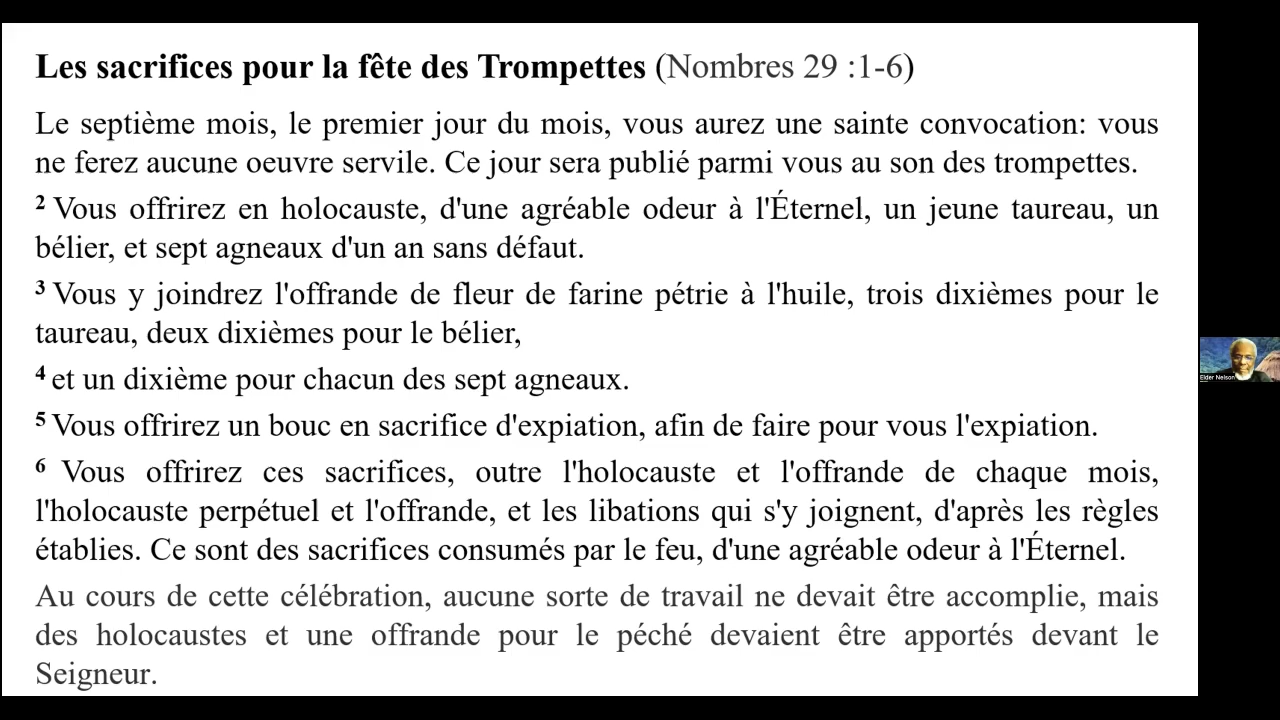 Les sacrifices pour la fête des Trompettes (Nombres 29 :1-6)
Le septième mois, le premier jour du mois, vous aurez une sainte convocation: vous
ne ferez aucune oeuvre servile. Ce jour sera publié parmi vous au son des trompettes.
2 Vous offrirez en holocauste, d'une agréable odeur à l'Éternel, un jeune taureau, un
bélier, et sept agneaux d'un an sans défaut.
3 Vous y joindrez l'offrande de fleur de farine pétrie à l'huile, trois dixièmes pour le
taureau, deux dixièmes pour le bélier,
4 et un dixième pour chacun des sept agneaux.
5 Vous offrirez un bouc en sacrifice d'expiation, afin de faire pour vous l'expiation.
6 Vous offrirez ces sacrifices, outre l'holocauste et l'offrande de chaque mois,
l'holocauste perpétuel et l'offrande, et les libations qui s'y joignent, d'après les règles
établies. Ce sont des sacrifices consumés par le feu, d'une agréable odeur à l'Éternel.
Au cours de cette célébration, aucune sorte de travail ne devait être accomplie, mais
des holocaustes et une offrande pour le péché devaient être apportés devant le
Seigneur.
Elder Nelson